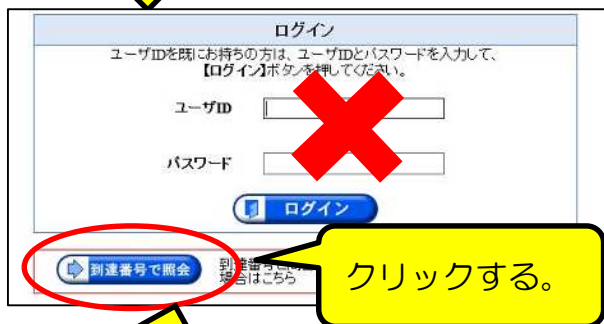 ログイン
ユーザIDを既にお持ちの方は、ユーザIDとパスワードを入力して、
【ログイン】ボタンを押してください。
ユーザID
パスワード
ログイン
到達番号で照会
到達番号と
場合はこちら
クリックする。